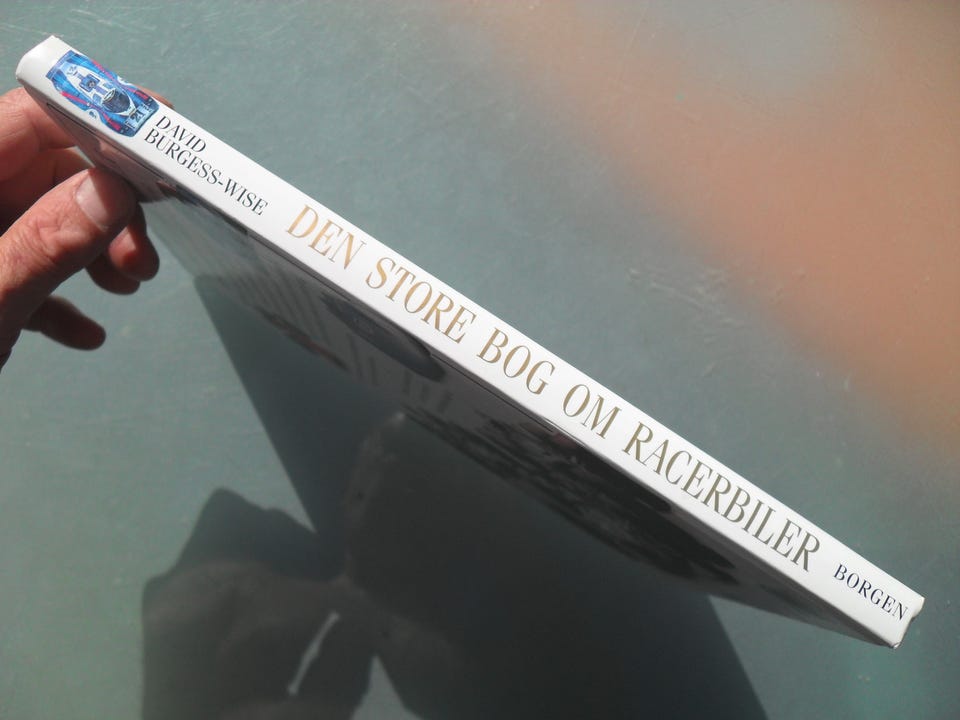 DAVID
BURGESS-WISE
DEN STORE BOG OM RACERBILER
BORGEN